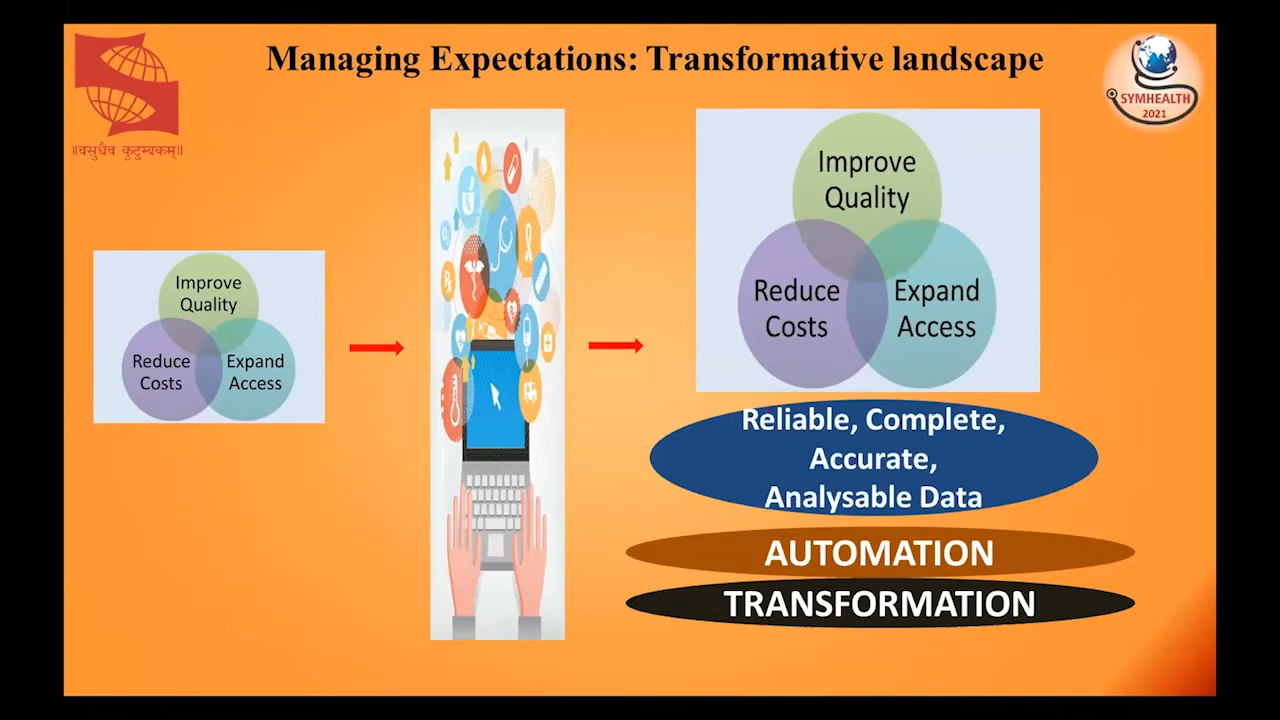 Managing Expectations: Transformative landscape
॥वसुधैव कुटुम्बकम्॥
SYMHEALTH
2021
Improve
Quality
Reduce
Costs
Expand
Access
Improve
Quality
Reduce
Costs
Expand
Access
Reliable, Complete,
Accurate,
Analysable Data
AUTOMATION
TRANSFORMATION